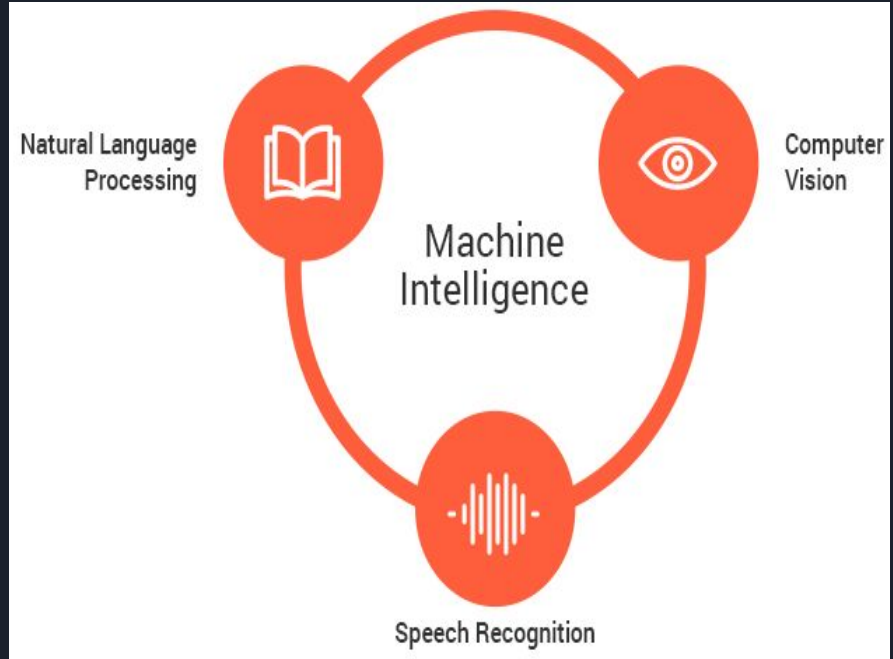 Natural Language
Processing
Computer
Vision
Machine
Intelligence
Speech Recognition